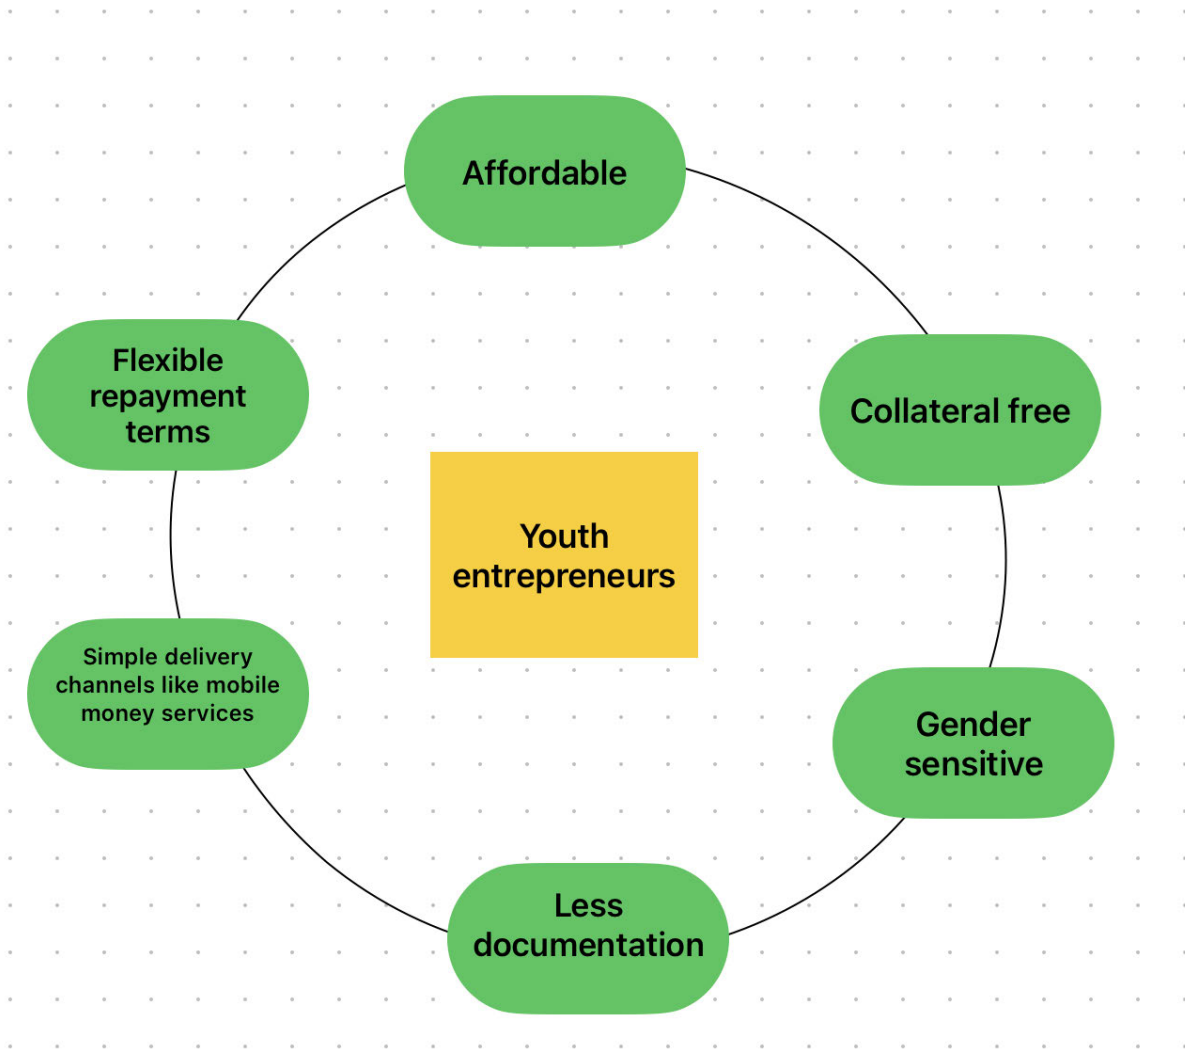 Affordable
Flexible
repayment
terms
Collateral free
Youth
entrepreneurs
Simple delivery
channels like mobile
money services
Gender
sensitive
Less
documentation